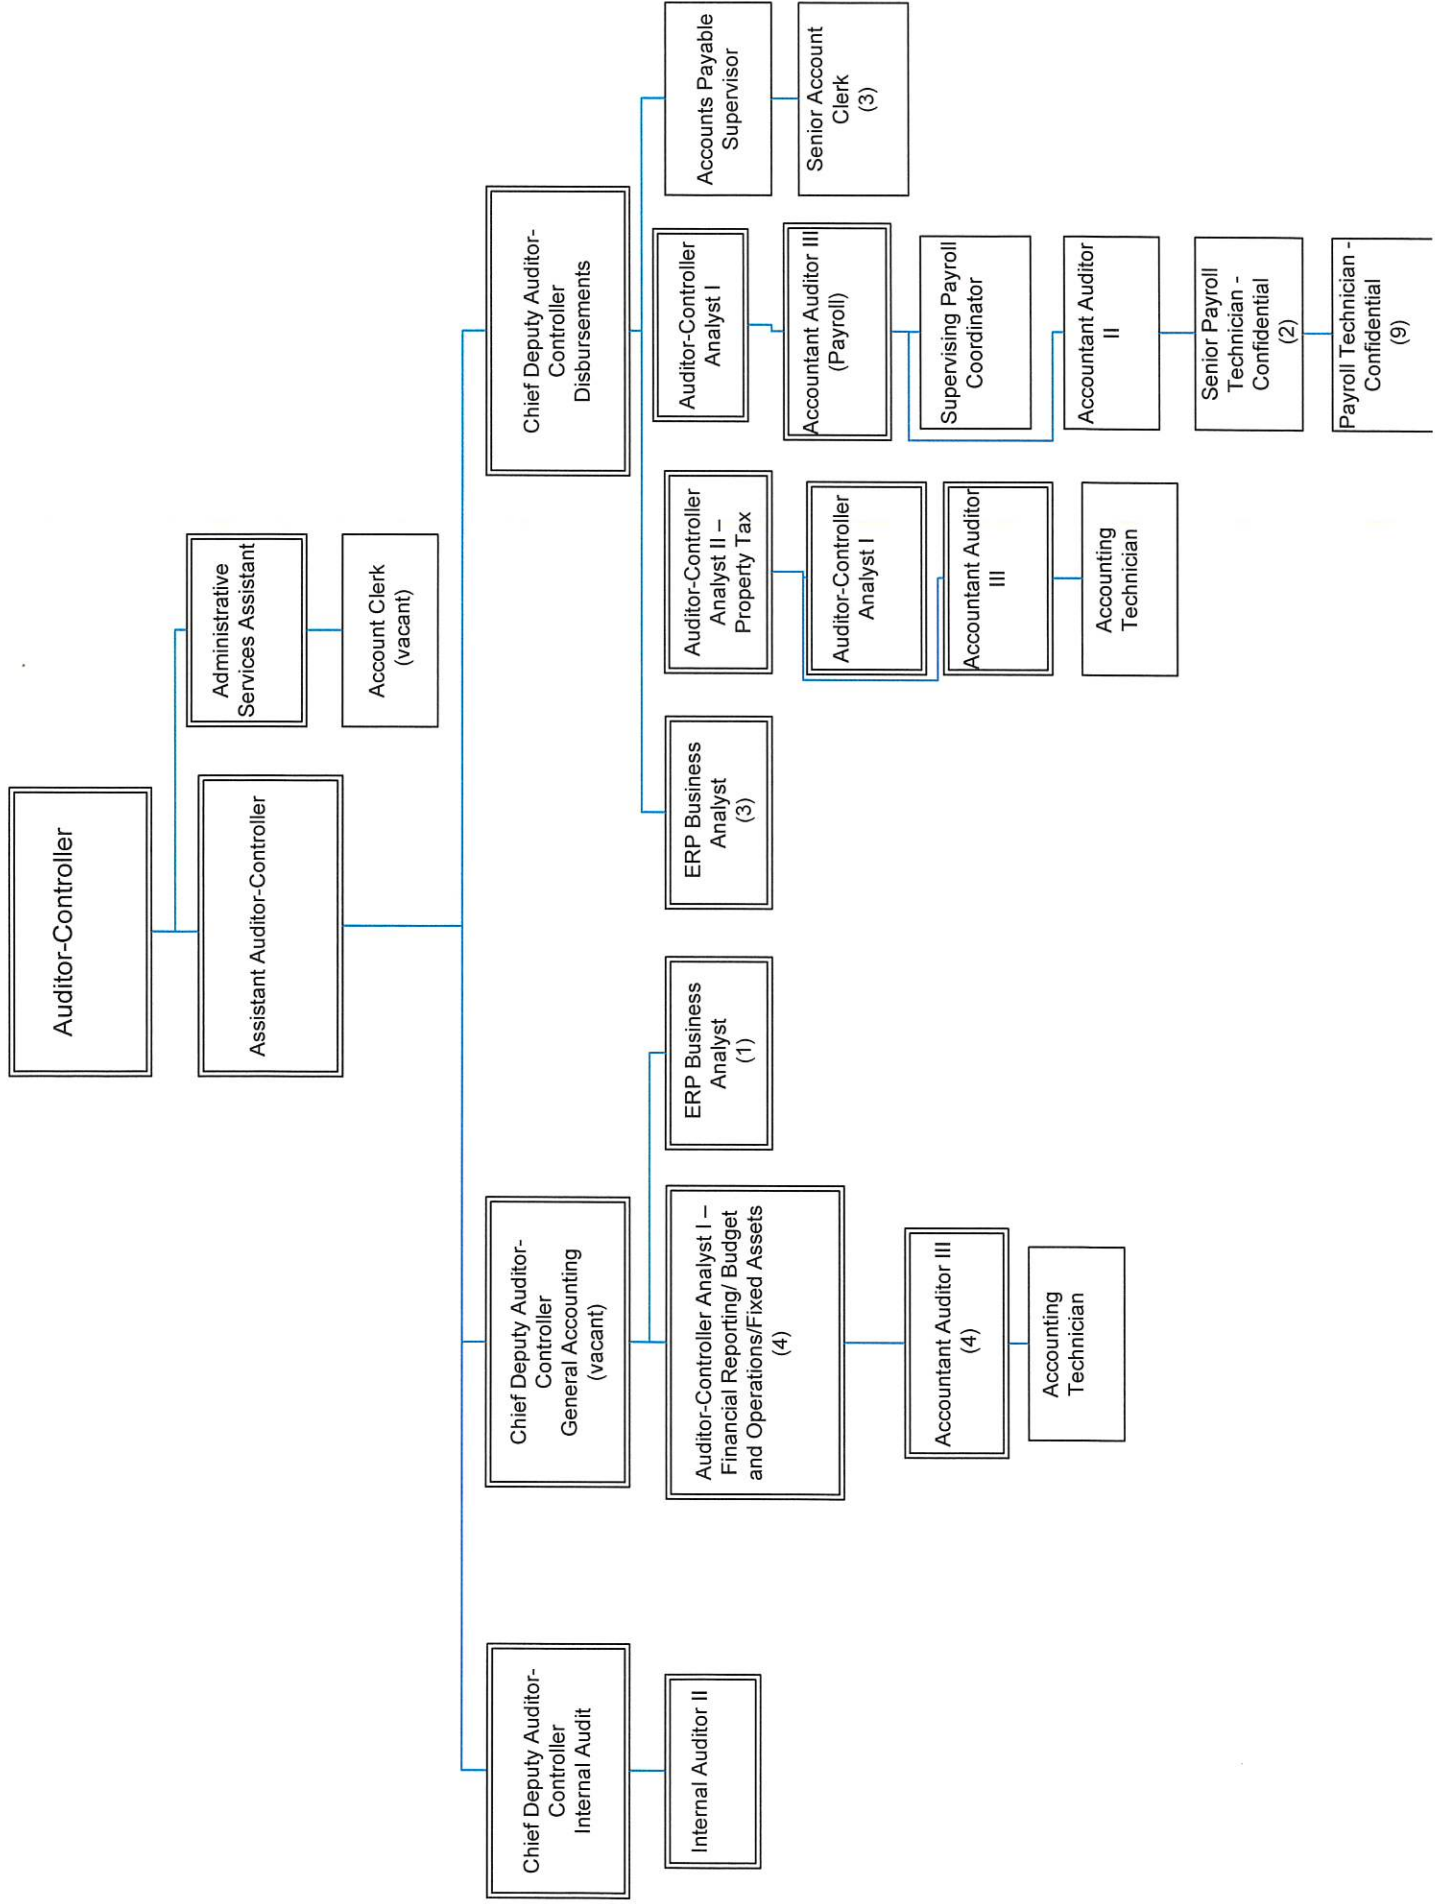 Auditor-Controller
Administrative
Services Assistant
Assistant Auditor-Controller
Account Clerk
(vacant)
Chief Deputy Auditor-
Controller
Internal Audit
Chief Deputy Auditor-
Controller
General Accounting
(vacant)
Chief Deputy Auditor-
Controller
Disbursements
Internal Auditor II
Auditor-Controller Analyst I –
Financial Reporting/ Budget
and Operations/Fixed Assets
(4)
ERP Business
Analyst
(1)
Accountant Auditor III
(4)
Accounting
Technician
ERP Business
Analyst
(3)
Auditor-Controller
Analyst II –
Property Tax
Auditor-Controller
Analyst I
Accountant Auditor
III
Accounting
Technician
Auditor-Controller
Analyst I
Accountant Auditor III
(Payroll)
Supervising Payroll
Coordinator
Accountant Auditor
II
Senior Payroll
Technician -
Confidential
(2)
Payroll Technician -
Confidential
(9)
Accounts Payable
Supervisor
Senior Account
Clerk
(3)